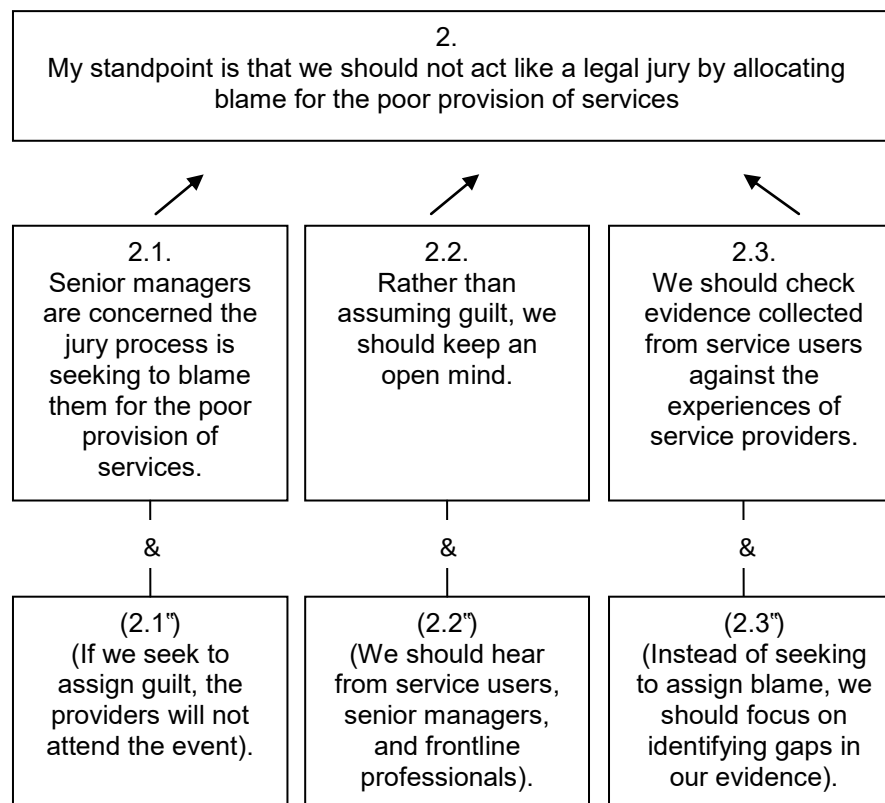 2.
My standpoint is that we should not act like a legal jury by allocating
blame for the poor provision of services
2.1.
Senior managers
are concerned the
jury process is
seeking to blame
them for the poor
provision of
services.
2.2.
Rather than
assuming guilt, we
should keep an
open mind.
2.3.
We should check
evidence collected
from service users
against the
experiences of
service providers.
&
&
&
(2.1‟)
(If we seek to
assign guilt, the
providers will not
attend the event).
(2.2‟)
(We should hear
from service users,
senior managers,
and frontline
professionals).
(2.3‟)
(Instead of seeking
to assign blame, we
should focus on
identifying gaps in
our evidence).